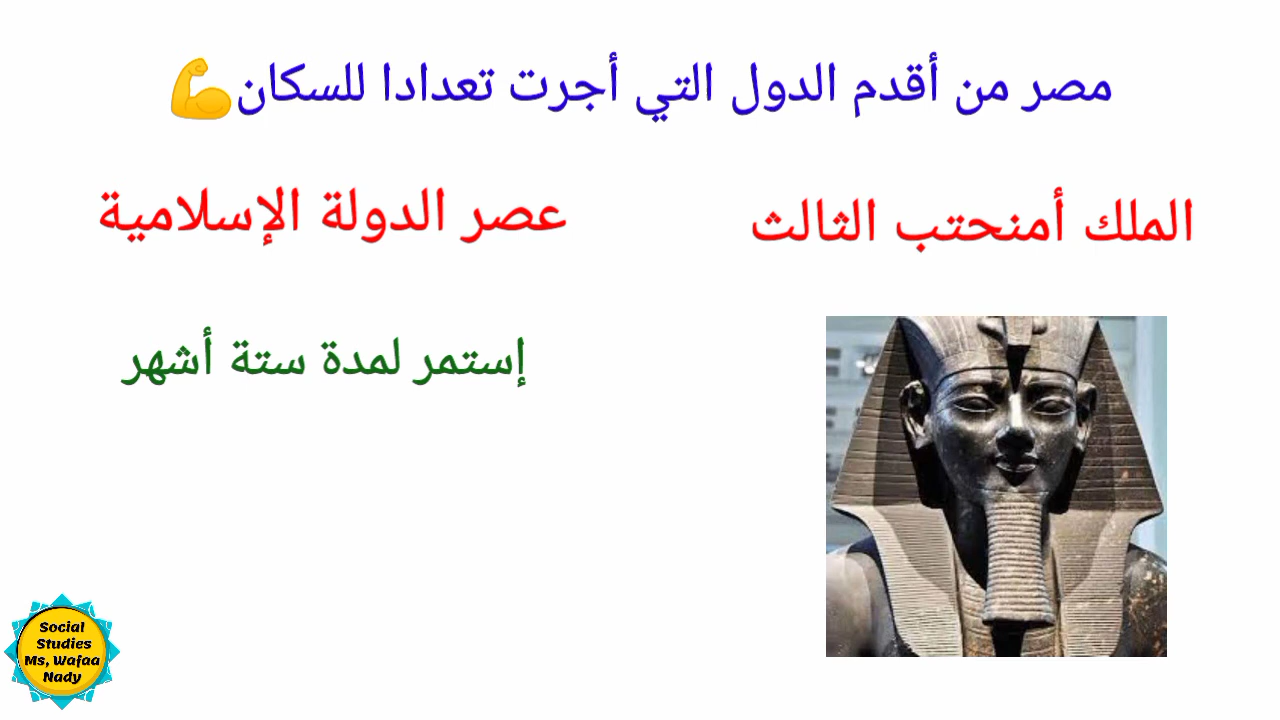 مصر من أقدم الدول التي أجرت تعدادا للسكان💪
الملك أمنحتب الثالث
عصر الدولة الإسلامية
إستمر لمدة ستة أشهر
Social
Studies
Ms, Wafaa
Nady